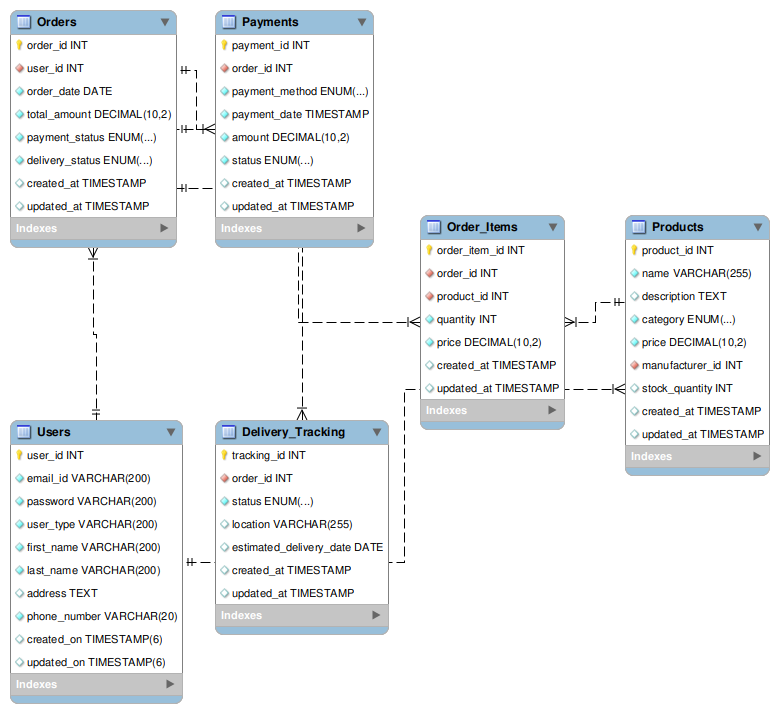 Orders
order_id INT
user_id INT
order_date DATE
total_amount DECIMAL(10,2)
payment_status ENUM(...)
delivery_status ENUM(...)
created_at TIMESTAMP
updated_at TIMESTAMP
Indexes
Payments
payment_id INT
order_id INT
payment_method ENUM(...)
payment_date TIMESTAMP
amount DECIMAL(10,2)
status ENUM(...)
created_at TIMESTAMP
updated_at TIMESTAMP
Indexes
Order_Items
order_item_id INT
order_id INT
product_id INT
quantity INT
price DECIMAL(10,2)
created_at TIMESTAMP
updated_at TIMESTAMP
Indexes
Products
product_id INT
name VARCHAR(255)
description TEXT
category ENUM(...)
price DECIMAL(10,2)
manufacturer_id INT
stock_quantity INT
created_at TIMESTAMP
updated_at TIMESTAMP
Indexes
Users
user_id INT
email_id VARCHAR(200)
password VARCHAR(200)
user_type VARCHAR(200)
first_name VARCHAR(200)
last_name VARCHAR(200)
address TEXT
phone_number VARCHAR(20)
created_on TIMESTAMP(6)
updated_on TIMESTAMP(6)
Indexes
Delivery_Tracking
tracking_id INT
order_id INT
status ENUM(...)
location VARCHAR(255)
estimated_delivery_date DATE
created_at TIMESTAMP
updated_at TIMESTAMP
Indexes